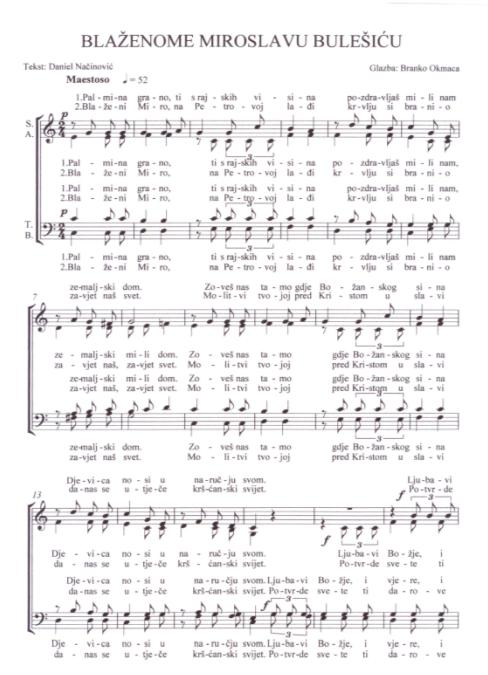 BLAŽENOME MIROSLAVU BULEŠIĆU
Tekst: Daniel Načinović
Glazba: Branko Okmaca
Maestoso ♩= 52
1.Pal - mi-na gra - no, ti s raj - skih vi - si - na po-zdra-vljaš mi - li nam
2.Bla - že-ni Mi - ro, na Pe - tro - voj la - đi kr-vlju si bra - ni - o
p
S.
A.
3
1.Pal - mi-na gra - no, ti s raj-skih vi - si - na po - zdra-vljaš mi - li nam,
2.Bla - že-ni Mi - ro, na Pe - tro-voj la - đi kr - vlju si bra - ni - o
1.Pal - mi-na gra - no, ti s raj-skih vi - si - na po-zdra-vljaš mi - li nam
2.Bla - že-ni Mi - ro, na Pe - tro-voj la - đi kr-vlju si bra - ni - o
p
T.
B.
3
1.Pal - mi-na gra - no, ti s raj-skih vi - si - na po - zdra-vljaš mi - li nam,
2.Bla - že-ni Mi - ro, na Pe - tro-voj la - đi kr - vlju si bra - ni - o
ze-malj-ski dom. Zo-veš nas ta-mo gdje Bo - žan - skog si - na
za-vjet naš svet. Mo-lit-vi tvo-joj pred Kri - stom u sla - vi
7
3
ze - malj-ski mi-li dom. Zo - veš nas ta - mo gdje Bo-žan-skog si - na
za - vjet naš, za-vjet svet. Mo - li-tvi tvo - joj pred Kri-stom u sla - vi
ze-malj-ski mi-li dom. Zo - veš nas ta - mo gdje Bo-žan-skog si - na
za-vjet naš, za-vjet svet. Mo - li-tvi tvo - joj pred Kri-stom u sla - vi
3
ze-malj-ski dom. Zo - veš nas ta - mo gdje Bo-žan-skog si - na
za-vjet naš svet. Mo - li-tvi tvo - joj pred Kri-stom u sla - vi
Dje-vi-ca no-si u na-ruč-ju svom. Lju-ba-vi
da-nas se u-tje-če krš-ćan-ski svijet. Po-tvr-de
13
f
3
Dje - vi-ca no - si u na - ruč-ju svom. Lju-ba-vi Bo-žje, i
da - nas se u - tje-če krš - ćan-ski svijet. Po-tvr-de sve-te ti
Dje - vi-ca no - si u na-ru-čju svom. Lju-ba-vi Bo-žje, i vje - re, i
da - nas se u - tje-če krš-ćan-ski svijet. Po-tvr-de sve - te ti da-ro - ve
3
f
Dje - vi-ca no - si u na-ru-čju svom. Lju-ba-vi Bo-žje, i vje - re, i
da - nas se u - tje-če krš-ćan-ski svijet. Po-tvr-de sve - te ti da-ro - ve